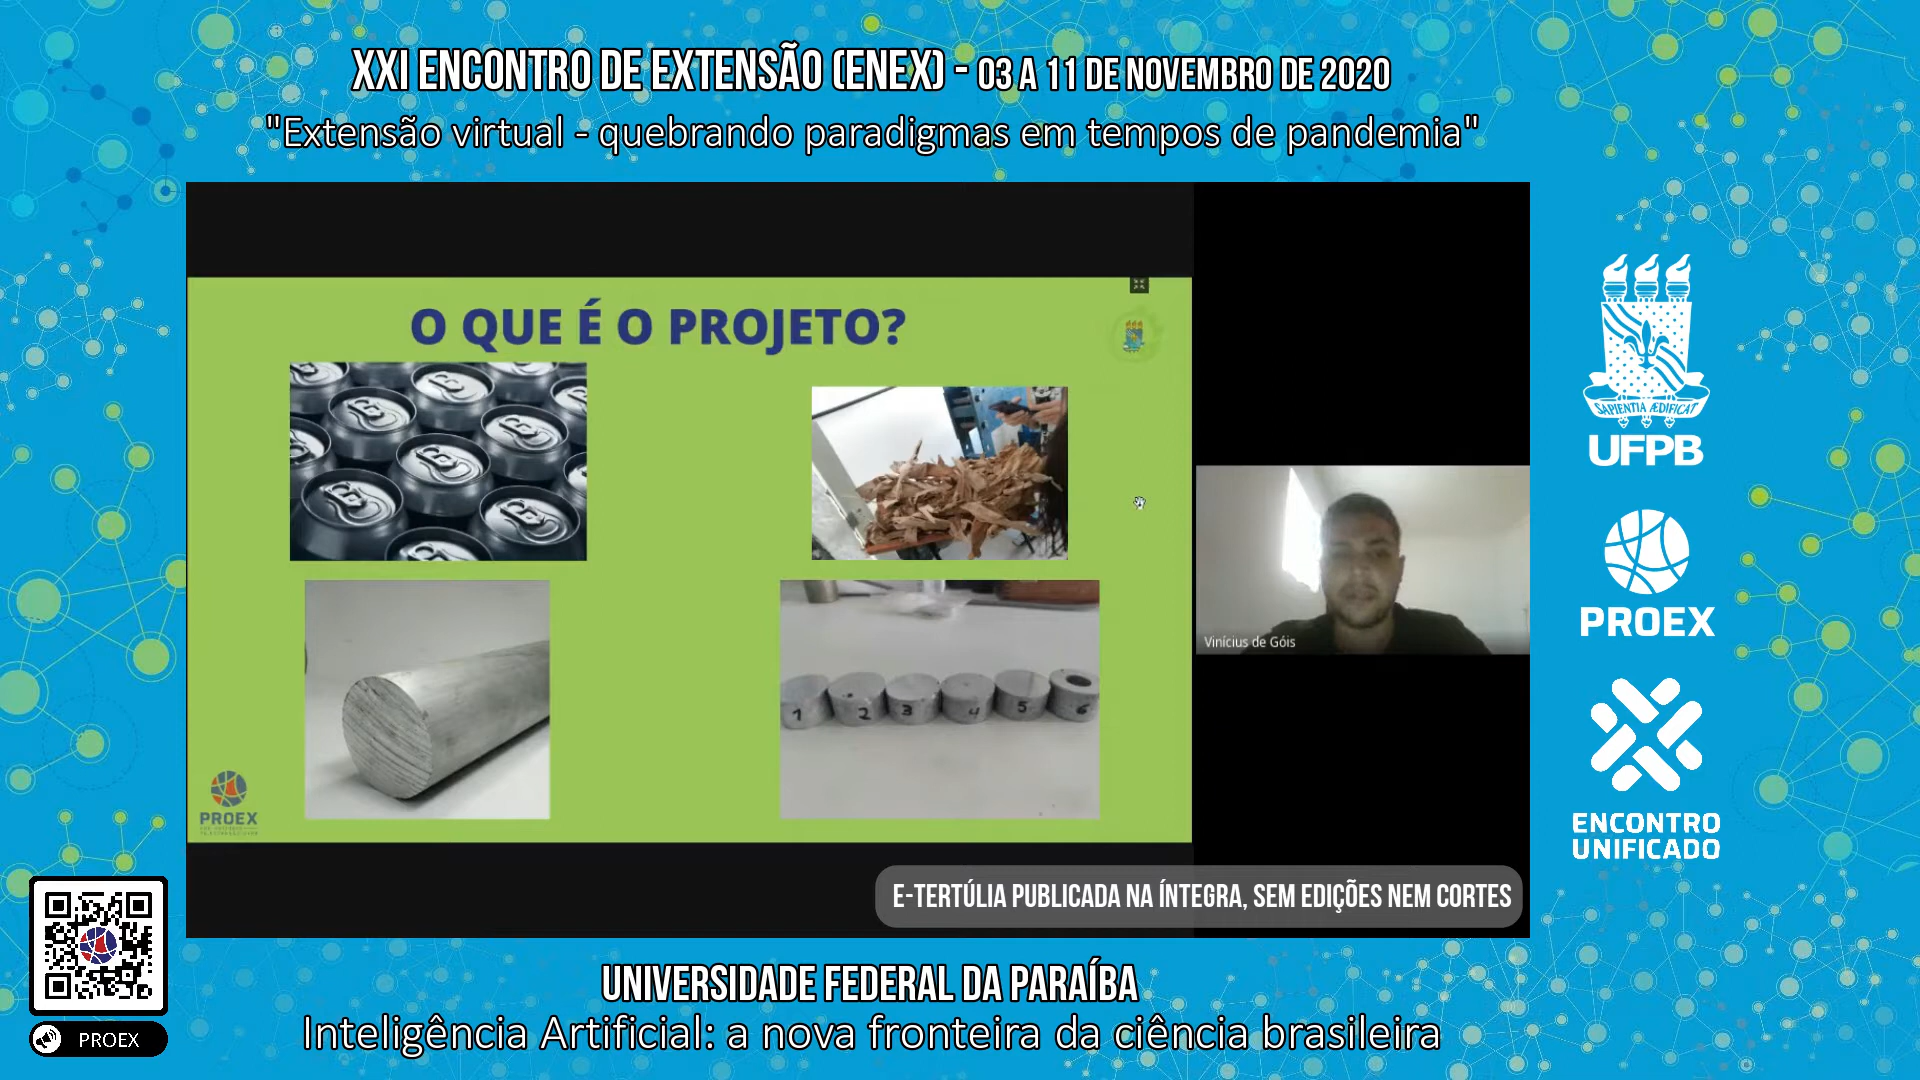 XXI ENCONTRO DE EXTENSÃO (ENEX) - 03 A 11 DE NOVEMBRO DE 2020
"Extensão virtual - quebrando paradigmas em tempos de pandemia"
O QUE É O PROJETO?
1 2 3 4 5 6
PROEX
Vinícius de Góis
E-TERTÚLIA PUBLICADA NA ÍNTEGRA, SEM EDIÇÕES NEM CORTES
SAPIENTIA ÆDIFICAT
UFPB
PROEX
ENCONTRO
UNIFICADO
PROEX
UNIVERSIDADE FEDERAL DA PARAÍBA
Inteligência Artificial: a nova fronteira da ciência brasileira